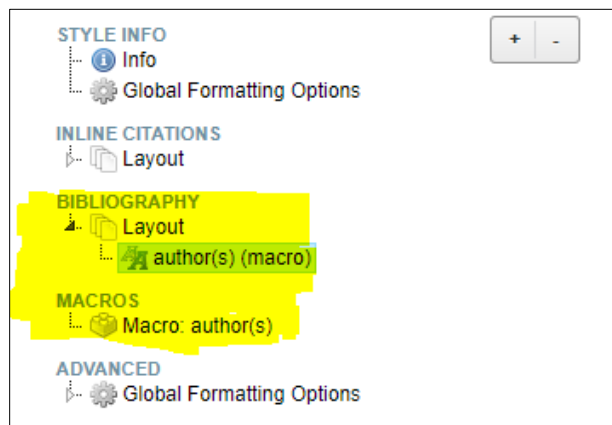 STYLE INFO
+ -
Info
Global Formatting Options
INLINE CITATIONS
Layout
BIBLIOGRAPHY
Layout
author(s) (macro)
MACROS
Macro: author(s)
ADVANCED
Global Formatting Options